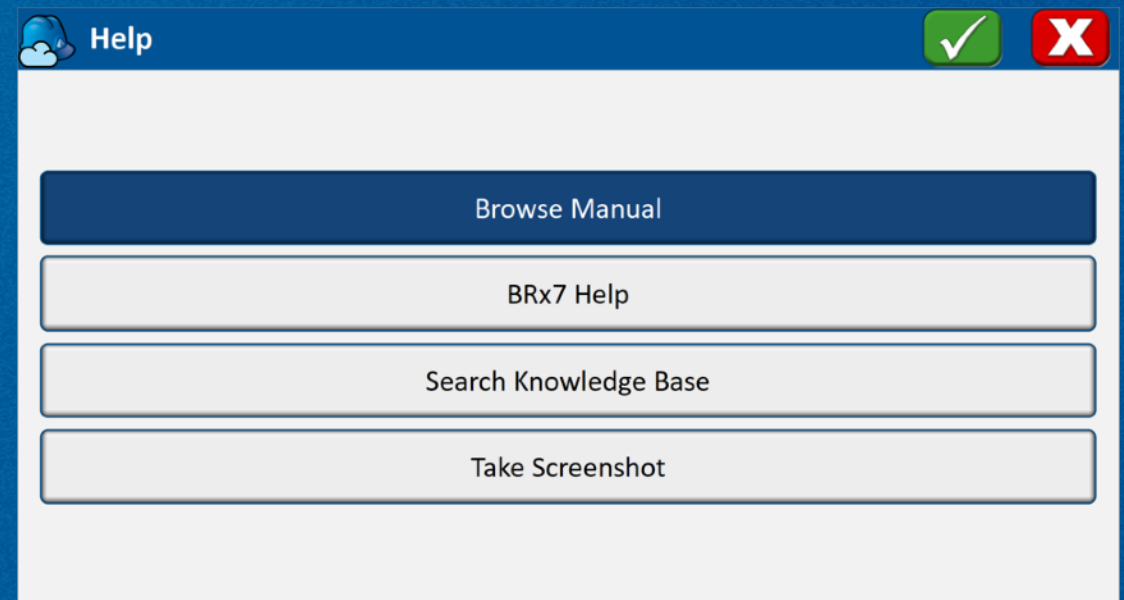 Help
Browse Manual
BRx7 Help
Search Knowledge Base
Take Screenshot